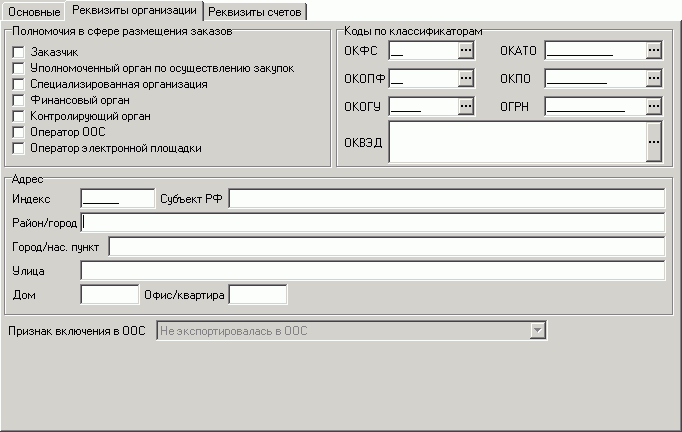 Основные Реквизиты организации Реквизиты счетов
Полномочия в сфере размещения заказов
Заказчик
Уполномоченный орган по осуществлению закупок
Специализированная организация
Финансовый орган
Контролирующий орган
Оператор ООС
Оператор электронной площадки
Коды по классификаторам
ОКФС ... ОКАТО ...
ОКОПФ ... ОКПО ...
ОКОГУ ... ОГРН ...
ОКВЭД ...
Адрес
Индекс Субъект РФ
Район/город
Город/нас. пункт
Улица
Дом Офис/квартира
Признак включения в ООС Не экспортировалась в ООС